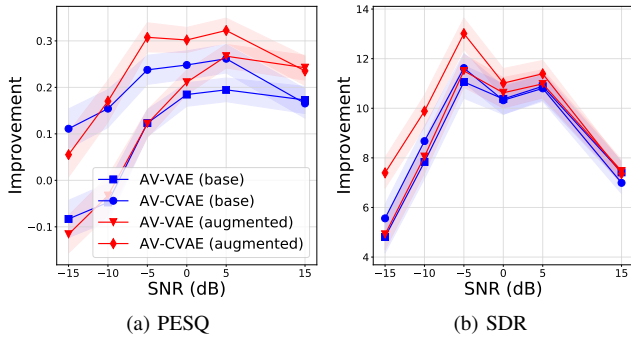 Improvement
0.3
0.2
0.1
0.0
−0.1
AV-VAE (base)
AV-CVAE (base)
AV-VAE (augmented)
AV-CVAE (augmented)
−15 −10 −5 0 5 15
SNR (dB)
(a) PESQ
Improvement
14
12
10
8
6
4
−15 −10 −5 0 5 15
SNR (dB)
(b) SDR